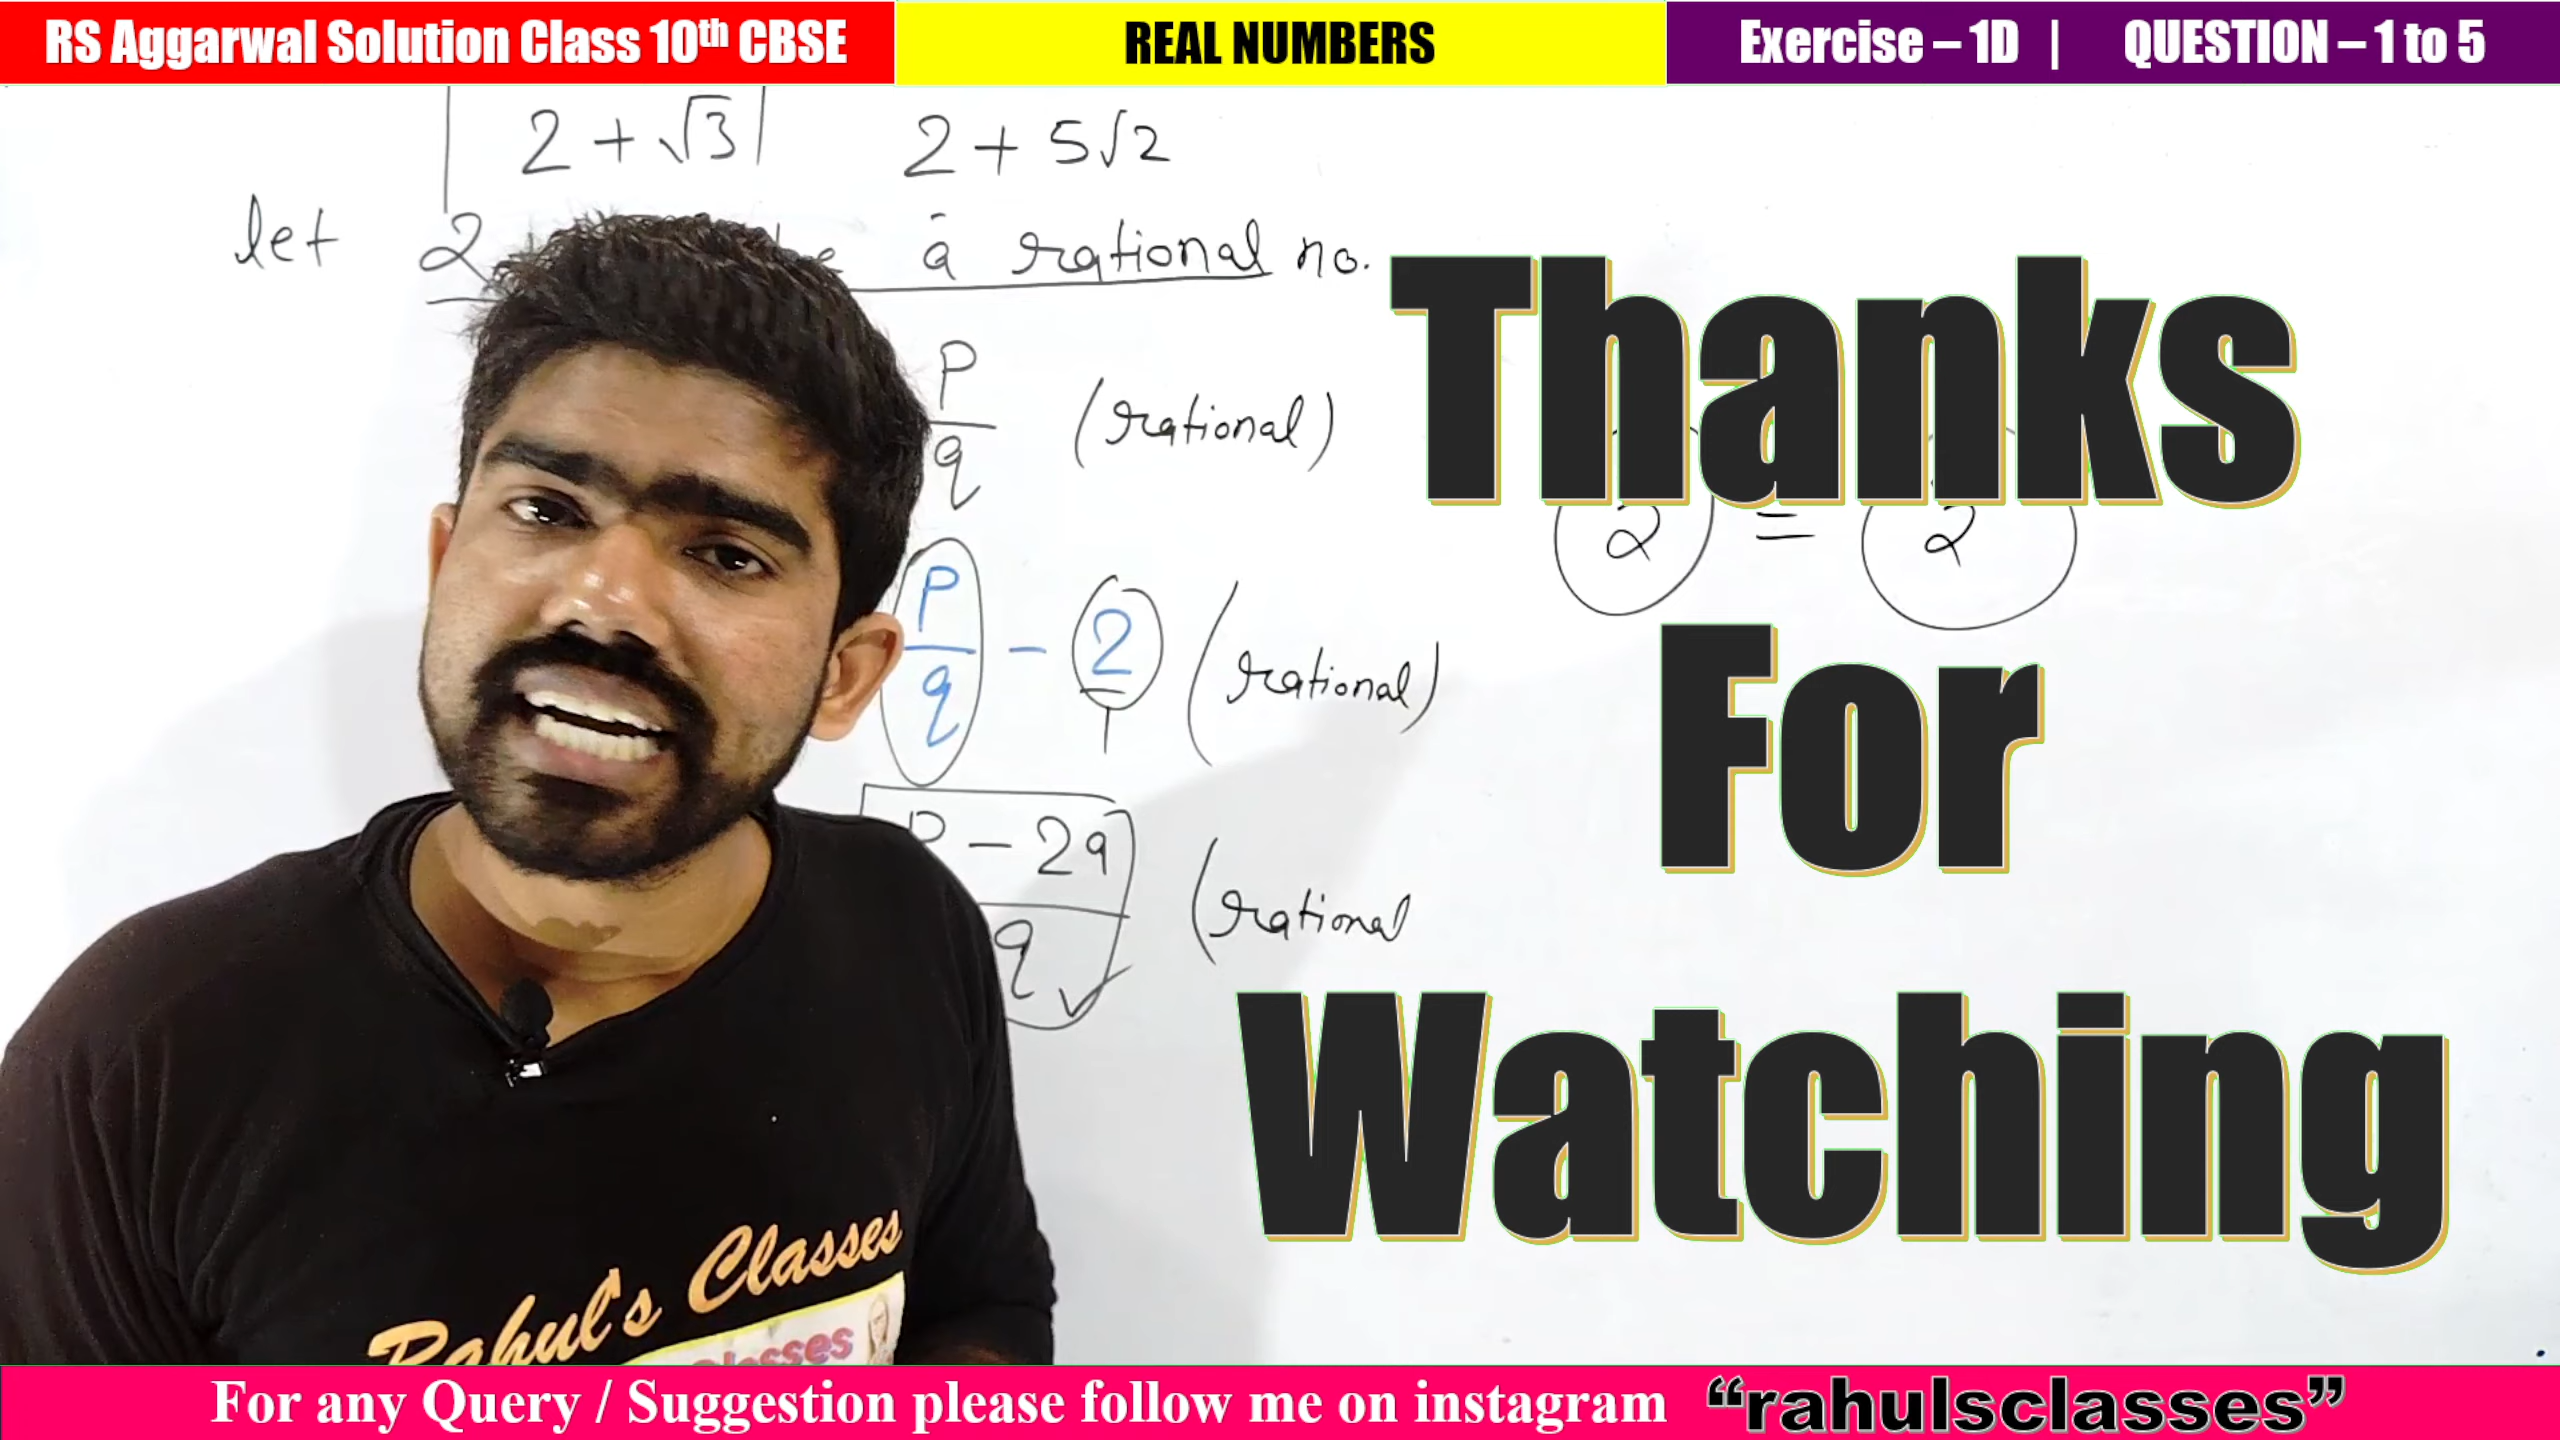 RS Aggarwal Solution Class 10th CBSE
REAL NUMBERS
Exercise – 1D | QUESTION – 1 to 5
2 + √3 2 + 5√2
let 2 a rational no.
P
q
(rational)
P
q
– 2 (rational)
1
P – 2q
q
(rational
2 = 2
Thanks
For
Watching
Rahul's Classes
For any Query / Suggestion please follow me on instagram “rahulsclasses”